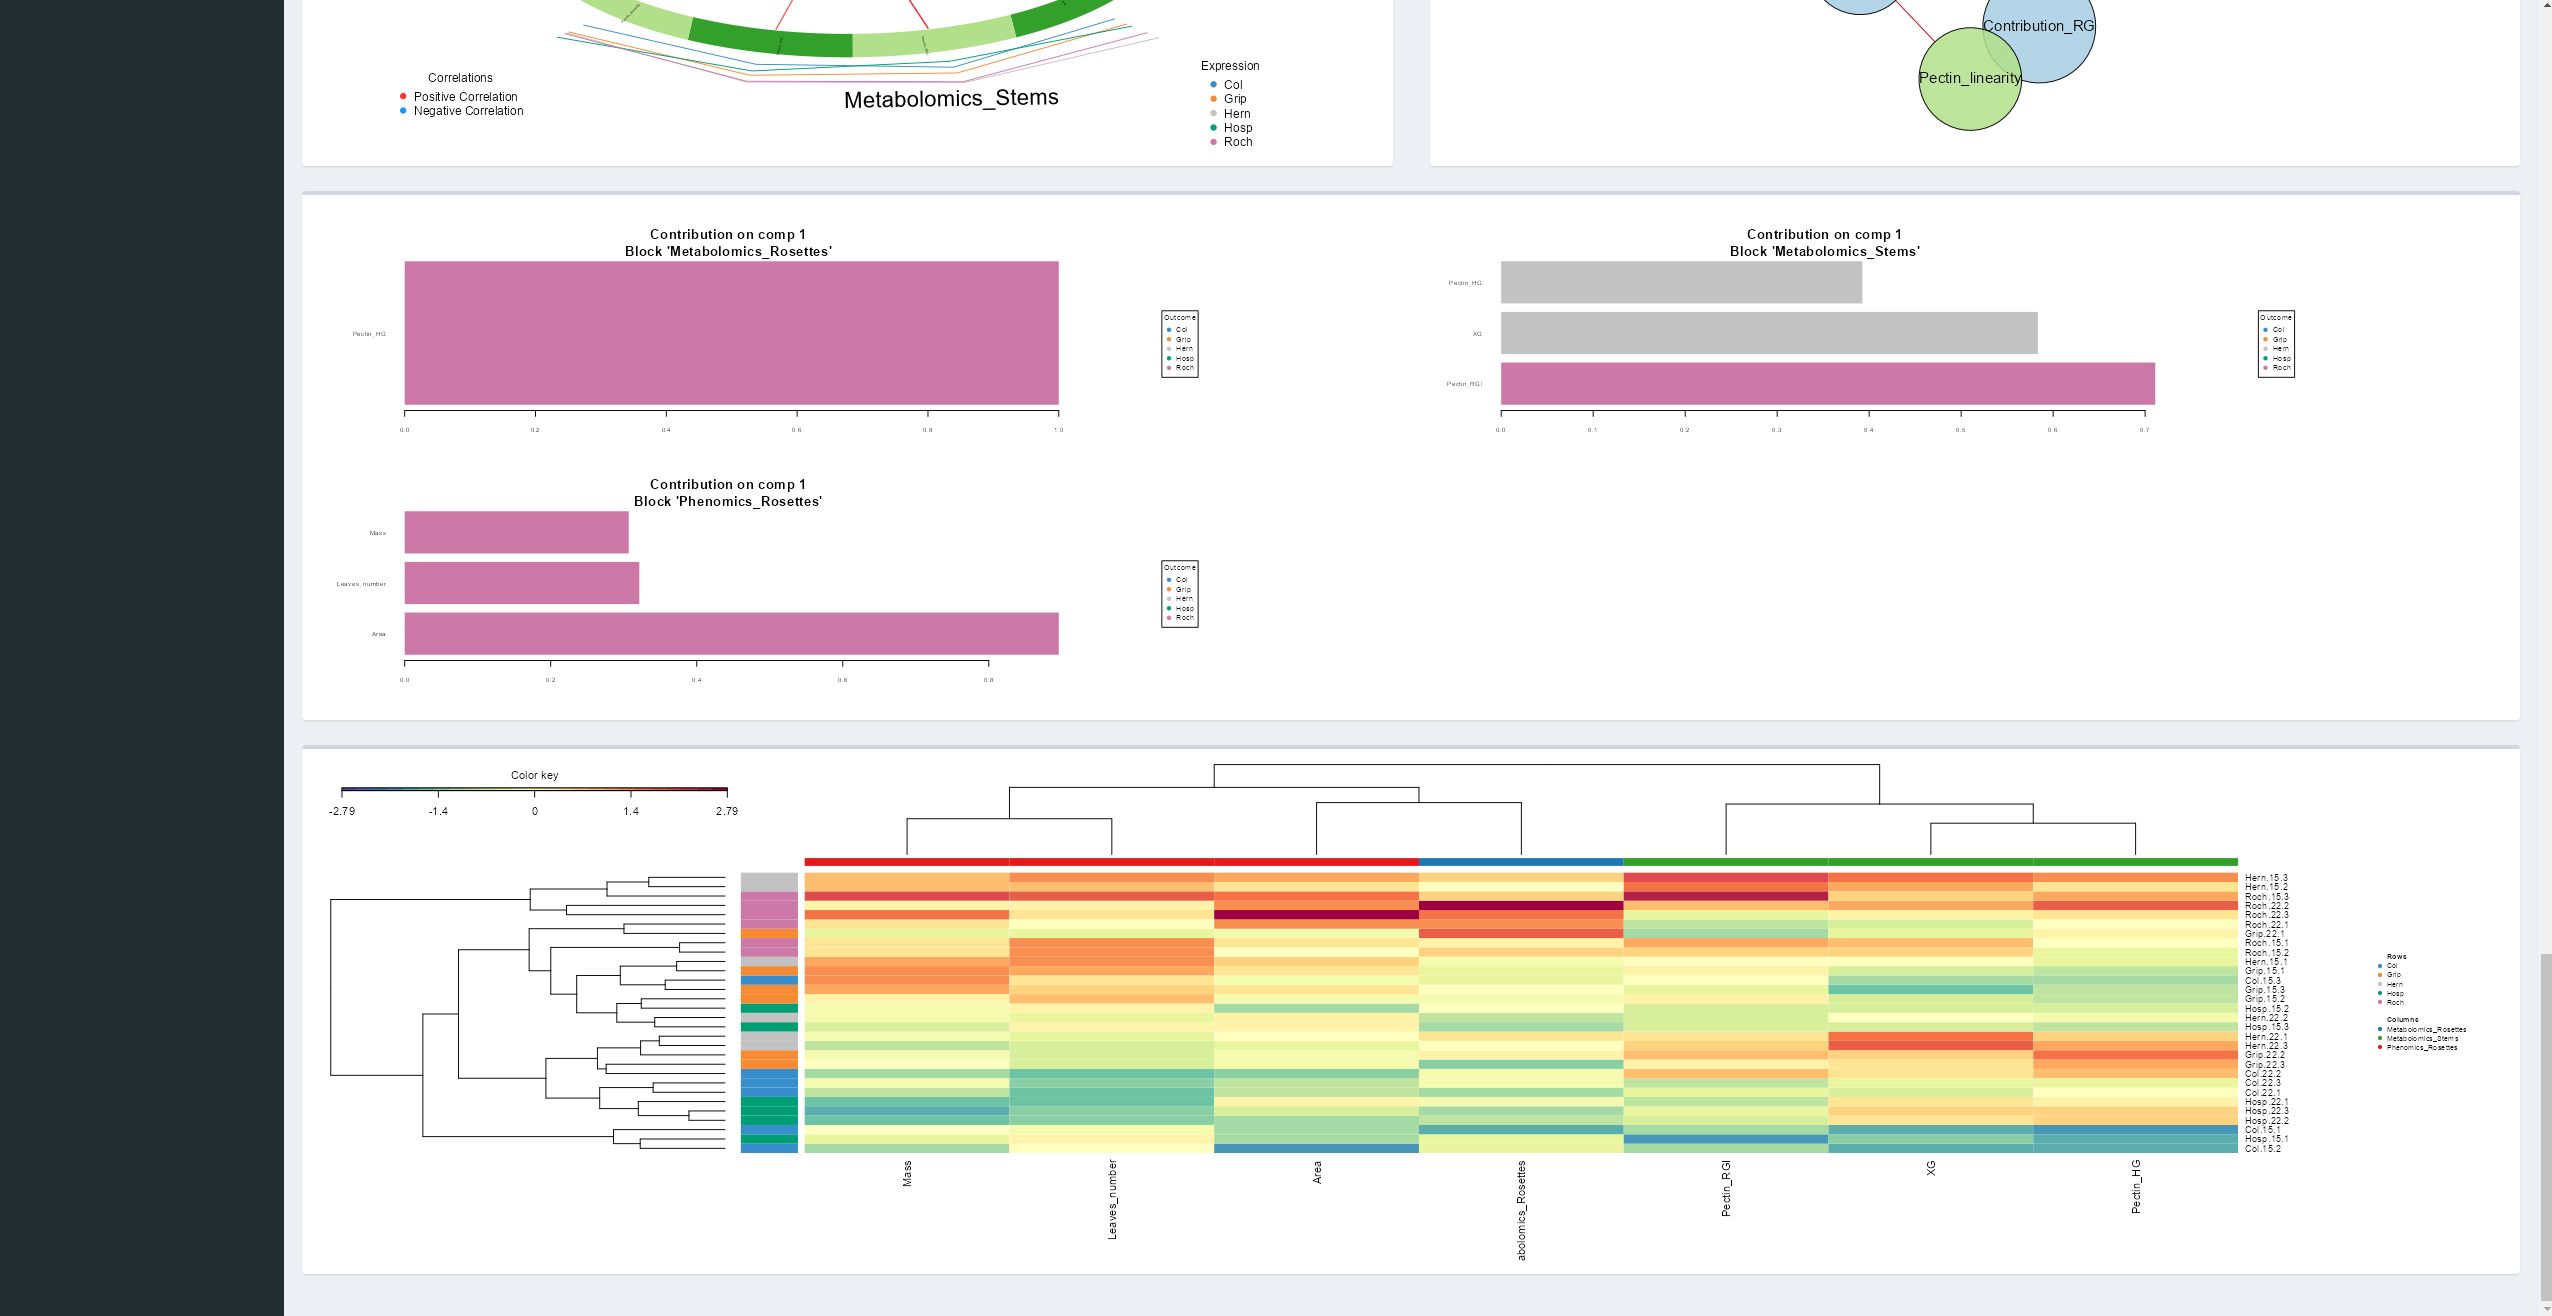 Contribution_RG
Pectin_linearity
Correlations
Positive Correlation
Negative Correlation
Metabolomics_Stems
Expression
Col
Grip
Hern
Hosp
Roch
Contribution on comp 1
Block 'Metabolomics_Rosettes'
Pectin_HG
0.0 0.2 0.4 0.6 0.8 1.0
Outcome
Col
Grip
Hern
Hosp
Roch
Contribution on comp 1
Block 'Metabolomics_Stems'
Pectin_HG
XG
Pectin_RGI
0.0 0.1 0.2 0.3 0.4 0.5 0.6 0.7
Outcome
Col
Grip
Hern
Hosp
Roch
Contribution on comp 1
Block 'Phenomics_Rosettes'
Mass
Leaves_number
Area
0.0 0.2 0.4 0.6 0.8
Outcome
Col
Grip
Hern
Hosp
Roch
Color key
-2.79 -1.4 0 1.4 2.79
Hern.15.3
Hern.15.2
Roch.15.3
Roch.22.2
Roch.22.3
Roch.22.1
Grip.22.1
Roch.15.1
Roch.15.2
Hern.15.1
Grip.15.1
Col.15.3
Grip.15.3
Grip.15.2
Hosp.15.2
Hern.22.2
Hosp.15.3
Hern.22.1
Hern.22.3
Grip.22.2
Grip.22.3
Col.22.2
Col.22.3
Col.22.1
Hosp.22.1
Hosp.22.3
Hosp.22.2
Col.15.1
Hosp.15.1
Col.15.2
Mass
Leaves_number
Area
abolomics_Rosettes
Pectin_RGI
XG
Pectin_HG
Rows
Col
Grip
Hern
Hosp
Roch
Columns
Metabolomics_Rosettes
Metabolomics_Stems
Phenomics_Rosettes